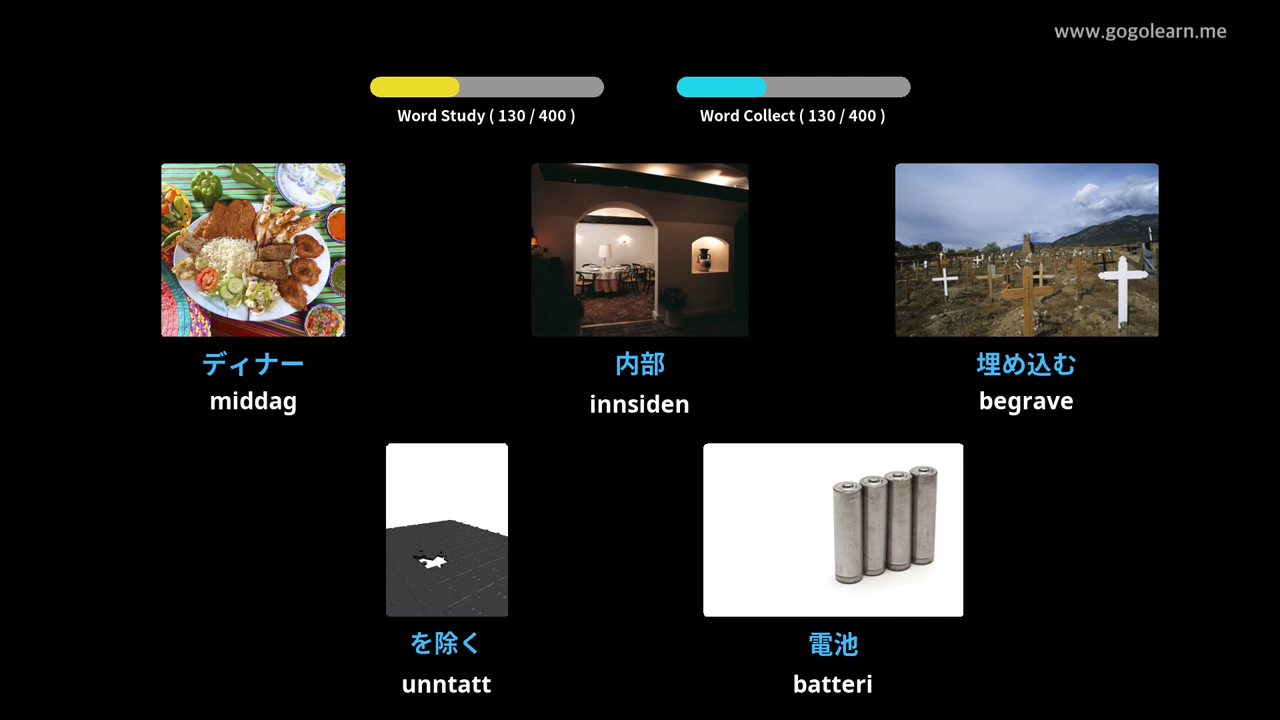 www.gogolearn.me
Word Study ( 130 / 400 )
Word Collect ( 130 / 400 )
ディナー
middag
内部
innsiden
埋め込む
begrave
を除く
unntatt
電池
batteri